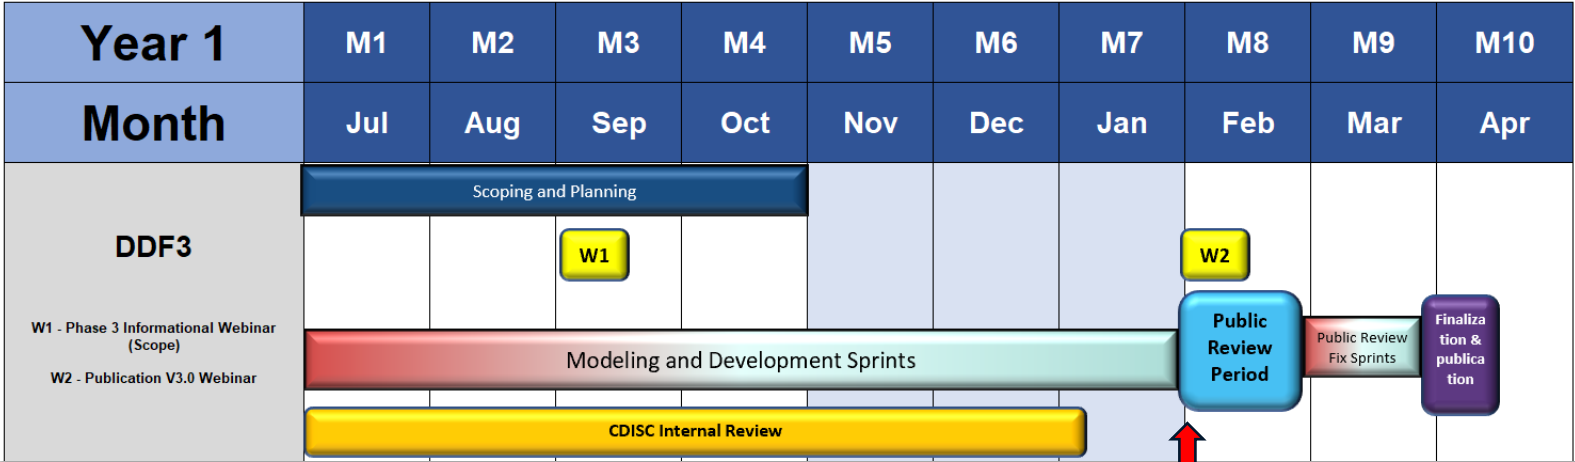 Year 1 M1 M2 M3 M4 M5 M6 M7 M8 M9 M10
Month Jul Aug Sep Oct Nov Dec Jan Feb Mar Apr
Scoping and Planning
DDF3
W1
W2
W1 - Phase 3 Informational Webinar
(Scope)
W2 - Publication V3.0 Webinar
Modeling and Development Sprints
Public
Review
Period
Public Review
Fix Sprints
Finaliza
tion &
publica
tion
CDISC Internal Review